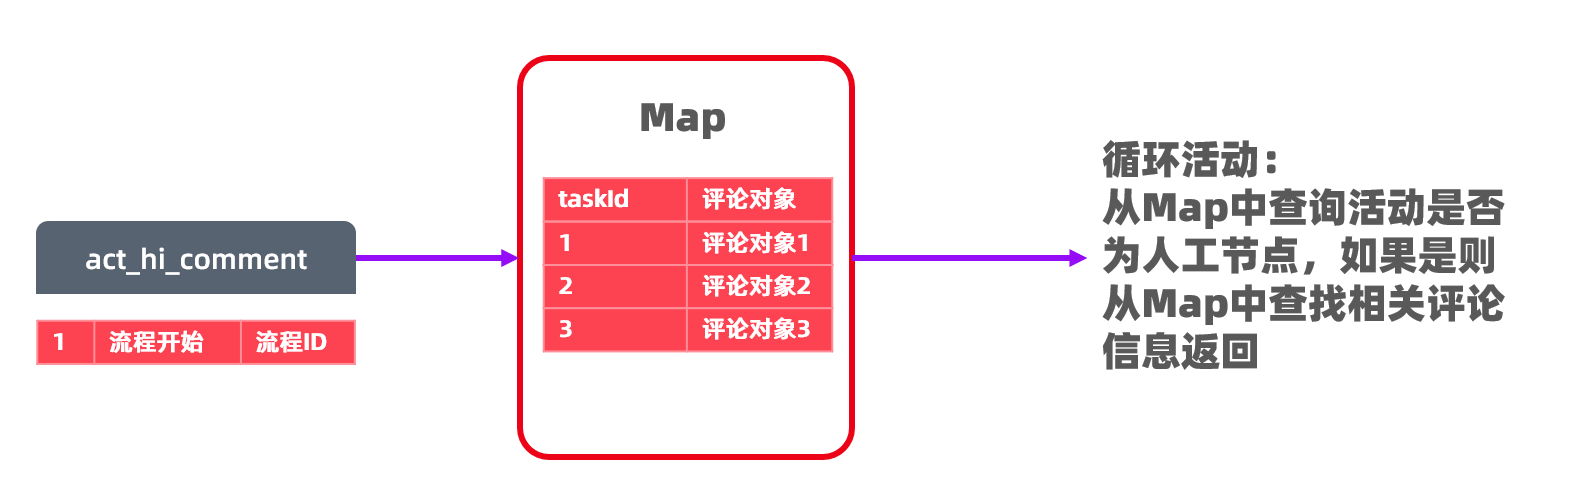 Map
taskId 评论对象
1 评论对象1
2 评论对象2
3 评论对象3
act_hi_comment
1 流程开始 流程ID
循环活动：
从Map中查询活动是否
为人工节点，如果是则
从Map中查找相关评论
信息返回